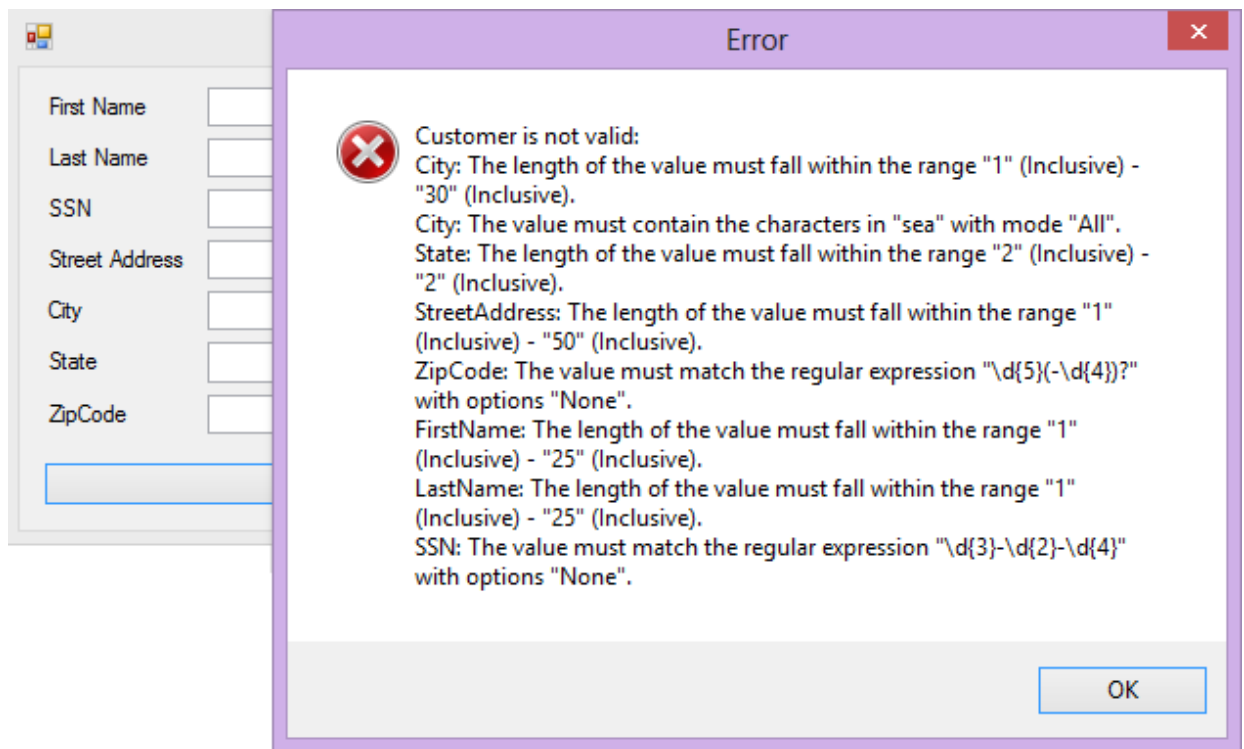 Error
First Name
Last Name
SSN
Street Address
City
State
ZipCode
Customer is not valid:
City: The length of the value must fall within the range "1" (Inclusive) -
"30" (Inclusive).
City: The value must contain the characters in "sea" with mode "All".
State: The length of the value must fall within the range "2" (Inclusive) -
"2" (Inclusive).
StreetAddress: The length of the value must fall within the range "1"
(Inclusive) - "50" (Inclusive).
ZipCode: The value must match the regular expression "\d{5}(-\d{4})?"
with options "None".
FirstName: The length of the value must fall within the range "1"
(Inclusive) - "25" (Inclusive).
LastName: The length of the value must fall within the range "1"
(Inclusive) - "25" (Inclusive).
SSN: The value must match the regular expression "\d{3}-\d{2}-\d{4}"
with options "None".
OK